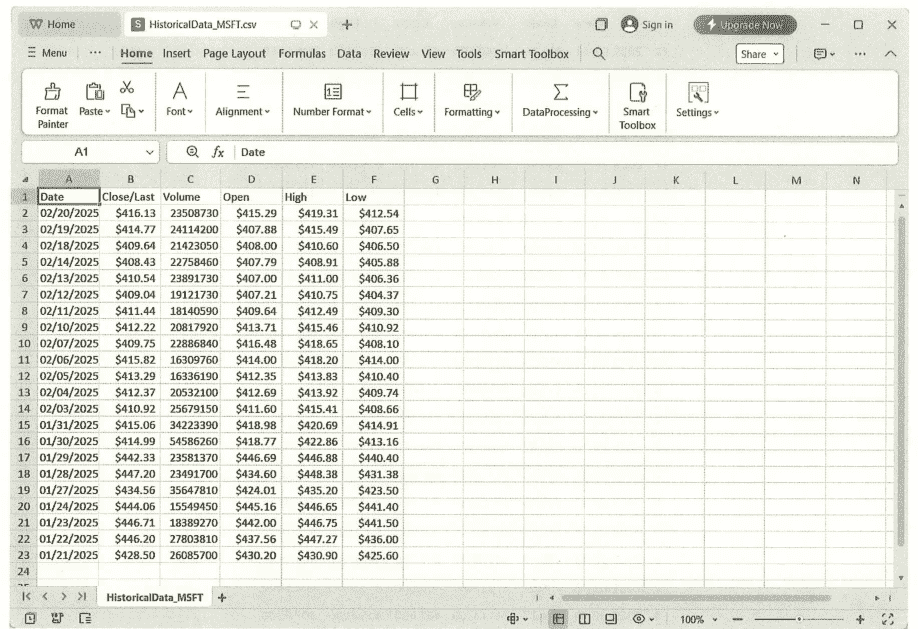 Home HistoricalData_MSFT.csv Sign in Upgrade Now
Menu Home Insert Page Layout Formulas Data Review View Tools Smart Toolbox Share
Format Painter Paste Font Alignment Number Format Cells Formatting DataProcessing Smart Toolbox Settings
A1 fx Date
A B C D E F G H I J K L M N
1 Date Close/Last Volume Open High Low
2 02/20/2025 $416.13 23508730 $415.29 $419.31 $412.54
3 02/19/2025 $414.77 24114200 $407.88 $415.49 $407.65
4 02/18/2025 $409.64 21423050 $408.00 $410.60 $406.50
5 02/14/2025 $408.43 22758460 $407.79 $408.91 $405.88
6 02/13/2025 $410.54 23891730 $407.00 $411.00 $406.36
7 02/12/2025 $409.04 19121730 $407.21 $410.75 $404.37
8 02/11/2025 $411.44 18140590 $409.64 $412.49 $409.30
9 02/10/2025 $412.22 20817920 $413.71 $415.46 $410.92
10 02/07/2025 $409.75 22886840 $416.48 $418.65 $408.10
11 02/06/2025 $415.82 16309760 $414.00 $418.20 $414.00
12 02/05/2025 $413.29 16336190 $412.35 $413.83 $410.40
13 02/04/2025 $412.37 20532100 $412.69 $413.92 $409.74
14 02/03/2025 $410.92 25679150 $411.60 $415.41 $408.66
15 01/31/2025 $415.06 34223390 $418.98 $420.69 $414.91
16 01/30/2025 $414.99 54586260 $418.77 $422.86 $413.16
17 01/29/2025 $442.33 23581370 $446.69 $446.88 $440.40
18 01/28/2025 $447.20 23491700 $434.60 $448.38 $431.38
19 01/27/2025 $434.56 35647810 $424.01 $435.20 $423.50
20 01/24/2025 $444.06 15549450 $445.16 $446.65 $441.40
21 01/23/2025 $446.71 18389270 $442.00 $446.75 $441.50
22 01/22/2025 $446.20 27803810 $437.56 $447.27 $436.00
23 01/21/2025 $428.50 26085700 $430.20 $430.90 $425.60
24
HistoricalData_MSFT
100%